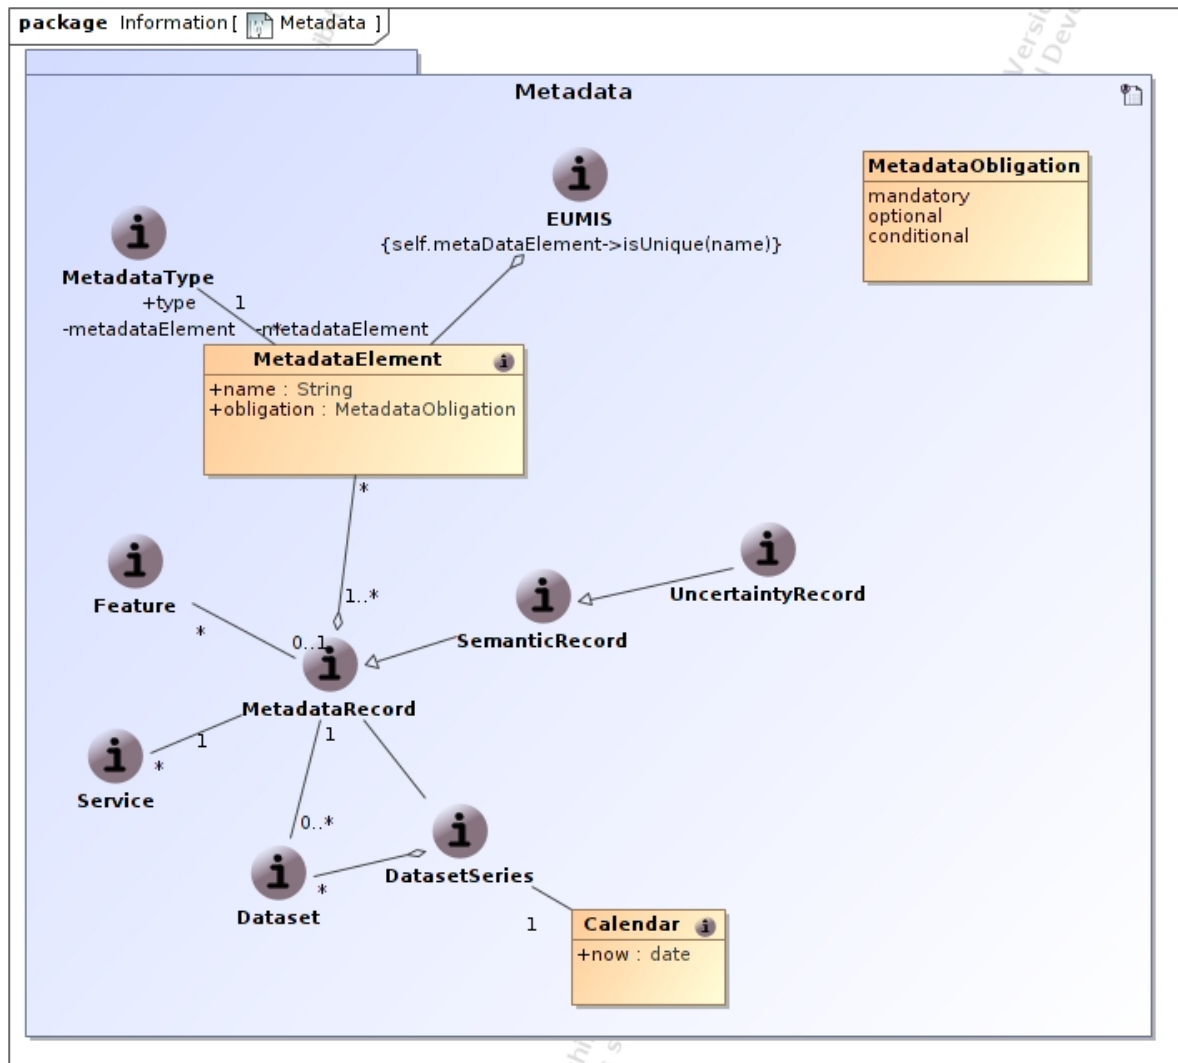 package Information[ Metadata ]
Metadata
MetadataObligation
mandatory
optional
conditional
EUMIS
{self.metaDataElement->isUnique(name)}
MetadataType
+type
1
-metadataElement
*
-metadataElement
MetadataElement
+name : String
+obligation : MetadataObligation
*
1..*
Feature
*
0..1
UncertaintyRecord
SemanticRecord
MetadataRecord
1
1
*
Service
0..*
DatasetSeries
*
Dataset
1
Calendar
+now : date